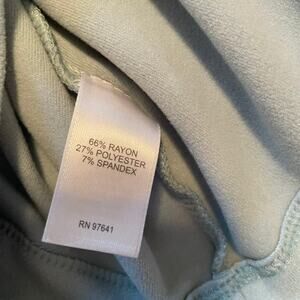 66% RAYON
27% POLYESTER
7% SPANDEX
RN 97641